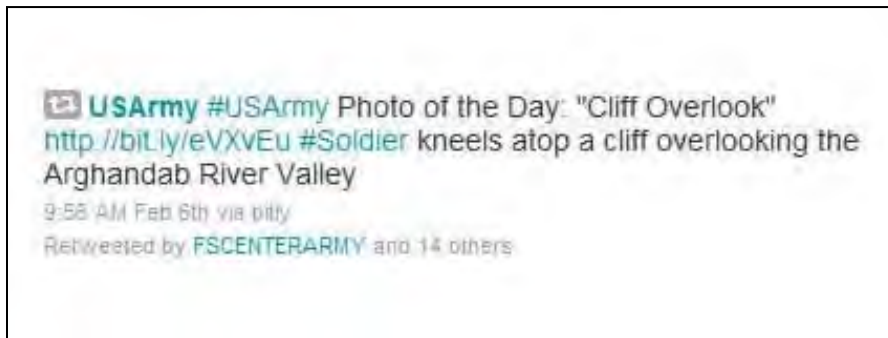 USArmy #USArmy Photo of the Day: "Cliff Overlook"
http://bit.ly/eVXvEu #Soldier kneels atop a cliff overlooking the
Arghandab River Valley
9:58 AM Feb 6th via bitly
Retweeted by FSCENTERARMY and 14 others